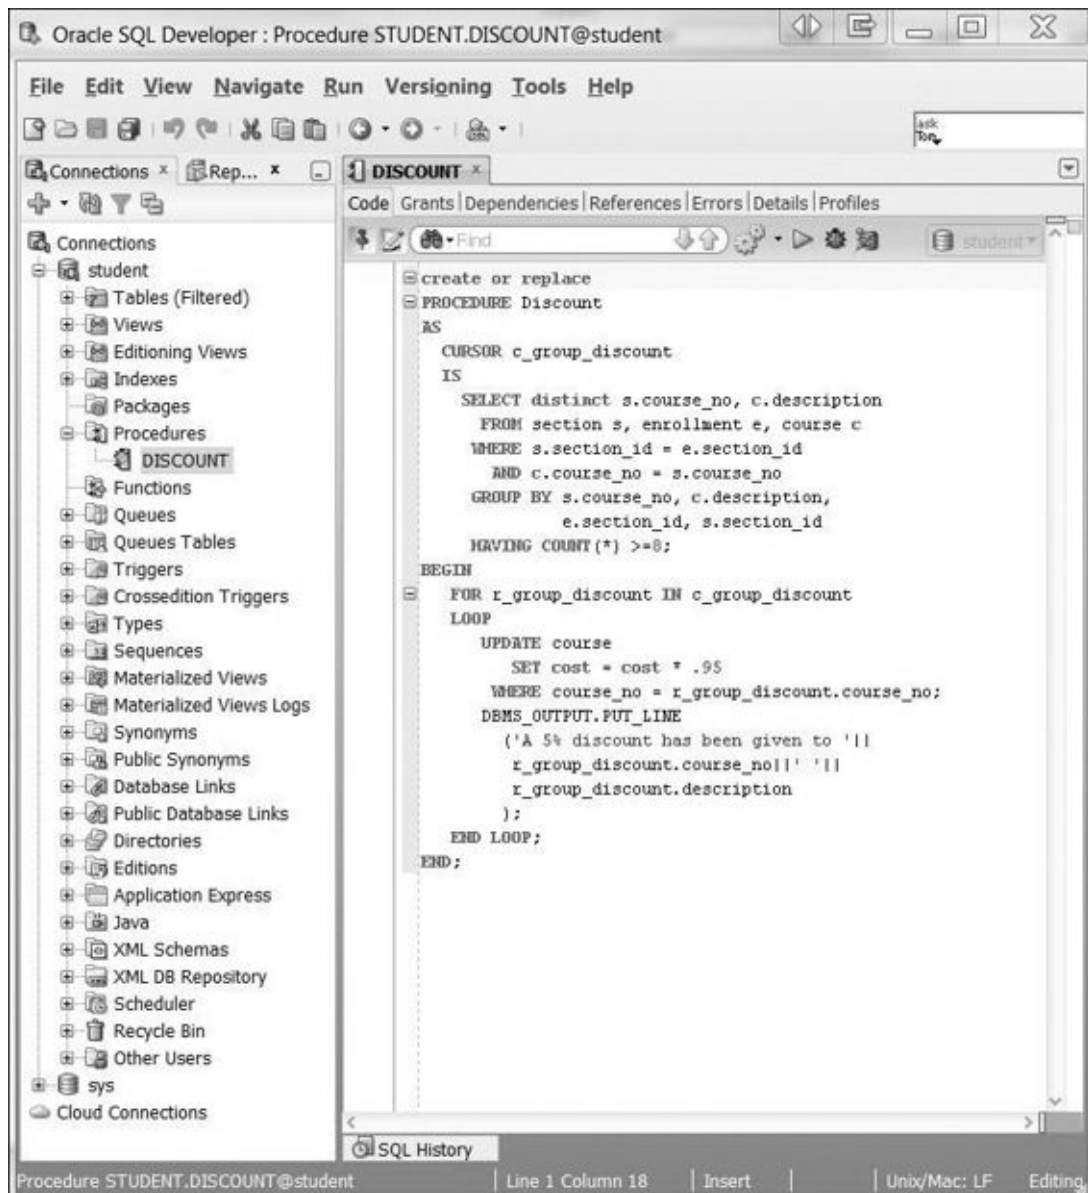 Oracle SQL Developer : Procedure STUDENT.DISCOUNT@student
File Edit View Navigate Run Versioning Tools Help
ask
Tom
Connections
Rep...
DISCOUNT
Code Grants Dependencies References Errors Details Profiles
Find
student
Connections
student
Tables (Filtered)
Views
Editioning Views
Indexes
Packages
Procedures
DISCOUNT
Functions
Queues
Queues Tables
Triggers
Crossedition Triggers
Types
Sequences
Materialized Views
Materialized Views Logs
Synonyms
Public Synonyms
Database Links
Public Database Links
Directories
Editions
Application Express
Java
XML Schemas
XML DB Repository
Scheduler
Recycle Bin
Other Users
sys
Cloud Connections
create or replace
PROCEDURE Discount
AS
CURSOR c_group_discount
IS
SELECT distinct s.course_no, c.description
FROM section s, enrollment e, course c
WHERE s.section_id = e.section_id
AND c.course_no = s.course_no
GROUP BY s.course_no, c.description,
e.section_id, s.section_id
HAVING COUNT(*) >=8;
BEGIN
FOR r_group_discount IN c_group_discount
LOOP
UPDATE course
SET cost = cost * .95
WHERE course_no = r_group_discount.course_no;
DBMS_OUTPUT.PUT_LINE
('A 5% discount has been given to '||
r_group_discount.course_no||' '||
r_group_discount.description
);
END LOOP;
END;
SQL History
Procedure STUDENT.DISCOUNT@student
Line 1 Column 18
Insert
Unix/Mac: LF
Editing